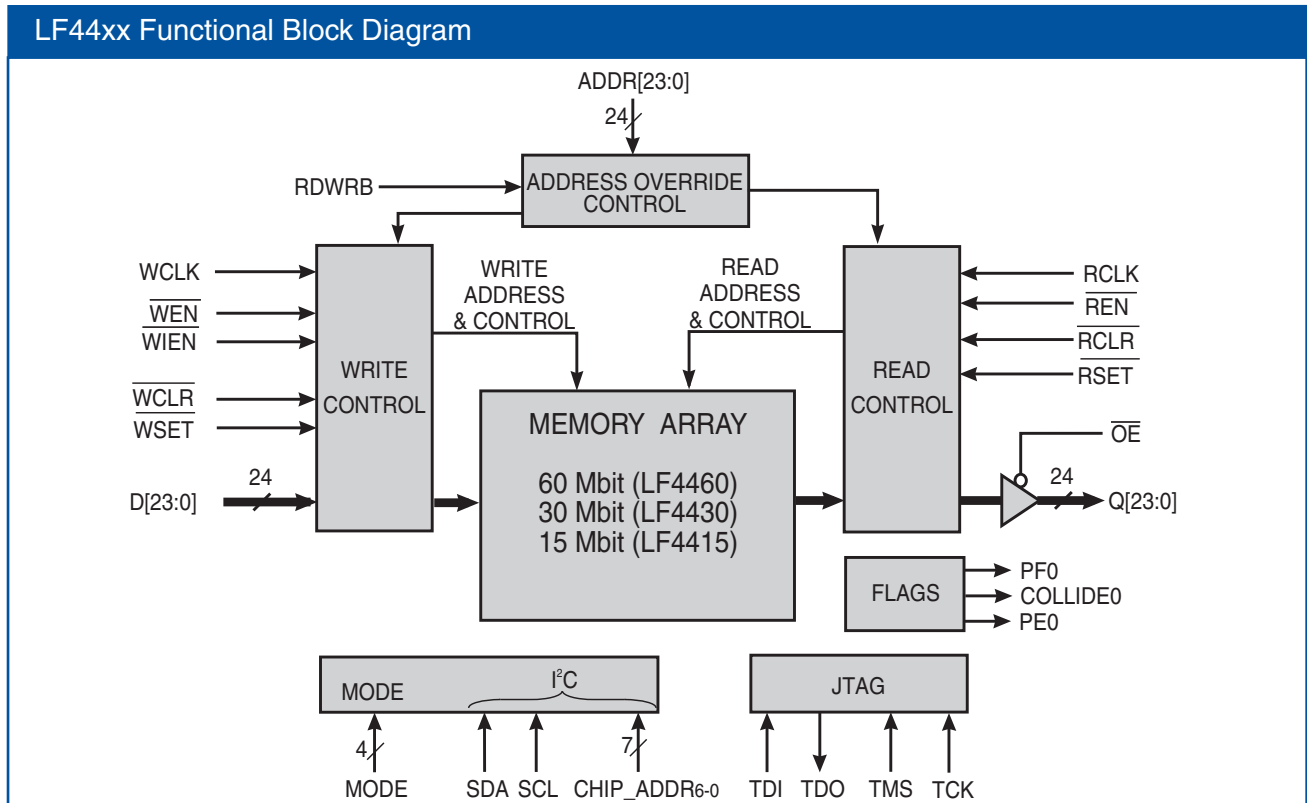 LF44xx Functional Block Diagram
ADDR[23:0]
24
RDWRB
ADDRESS OVERRIDE
CONTROL
WCLK
WEN
WIEN
WCLR
WSET
D[23:0]
24
WRITE
CONTROL
WRITE
ADDRESS
& CONTROL
READ
ADDRESS
& CONTROL
MEMORY ARRAY
60 Mbit (LF4460)
30 Mbit (LF4430)
15 Mbit (LF4415)
READ
CONTROL
RCLK
REN
RCLR
RSET
OE
24
Q[23:0]
FLAGS
PF0
COLLIDE0
PE0
MODE
I²C
4
7
MODE
SDA
SCL
CHIP_ADDR6-0
JTAG
TDI
TDO
TMS
TCK